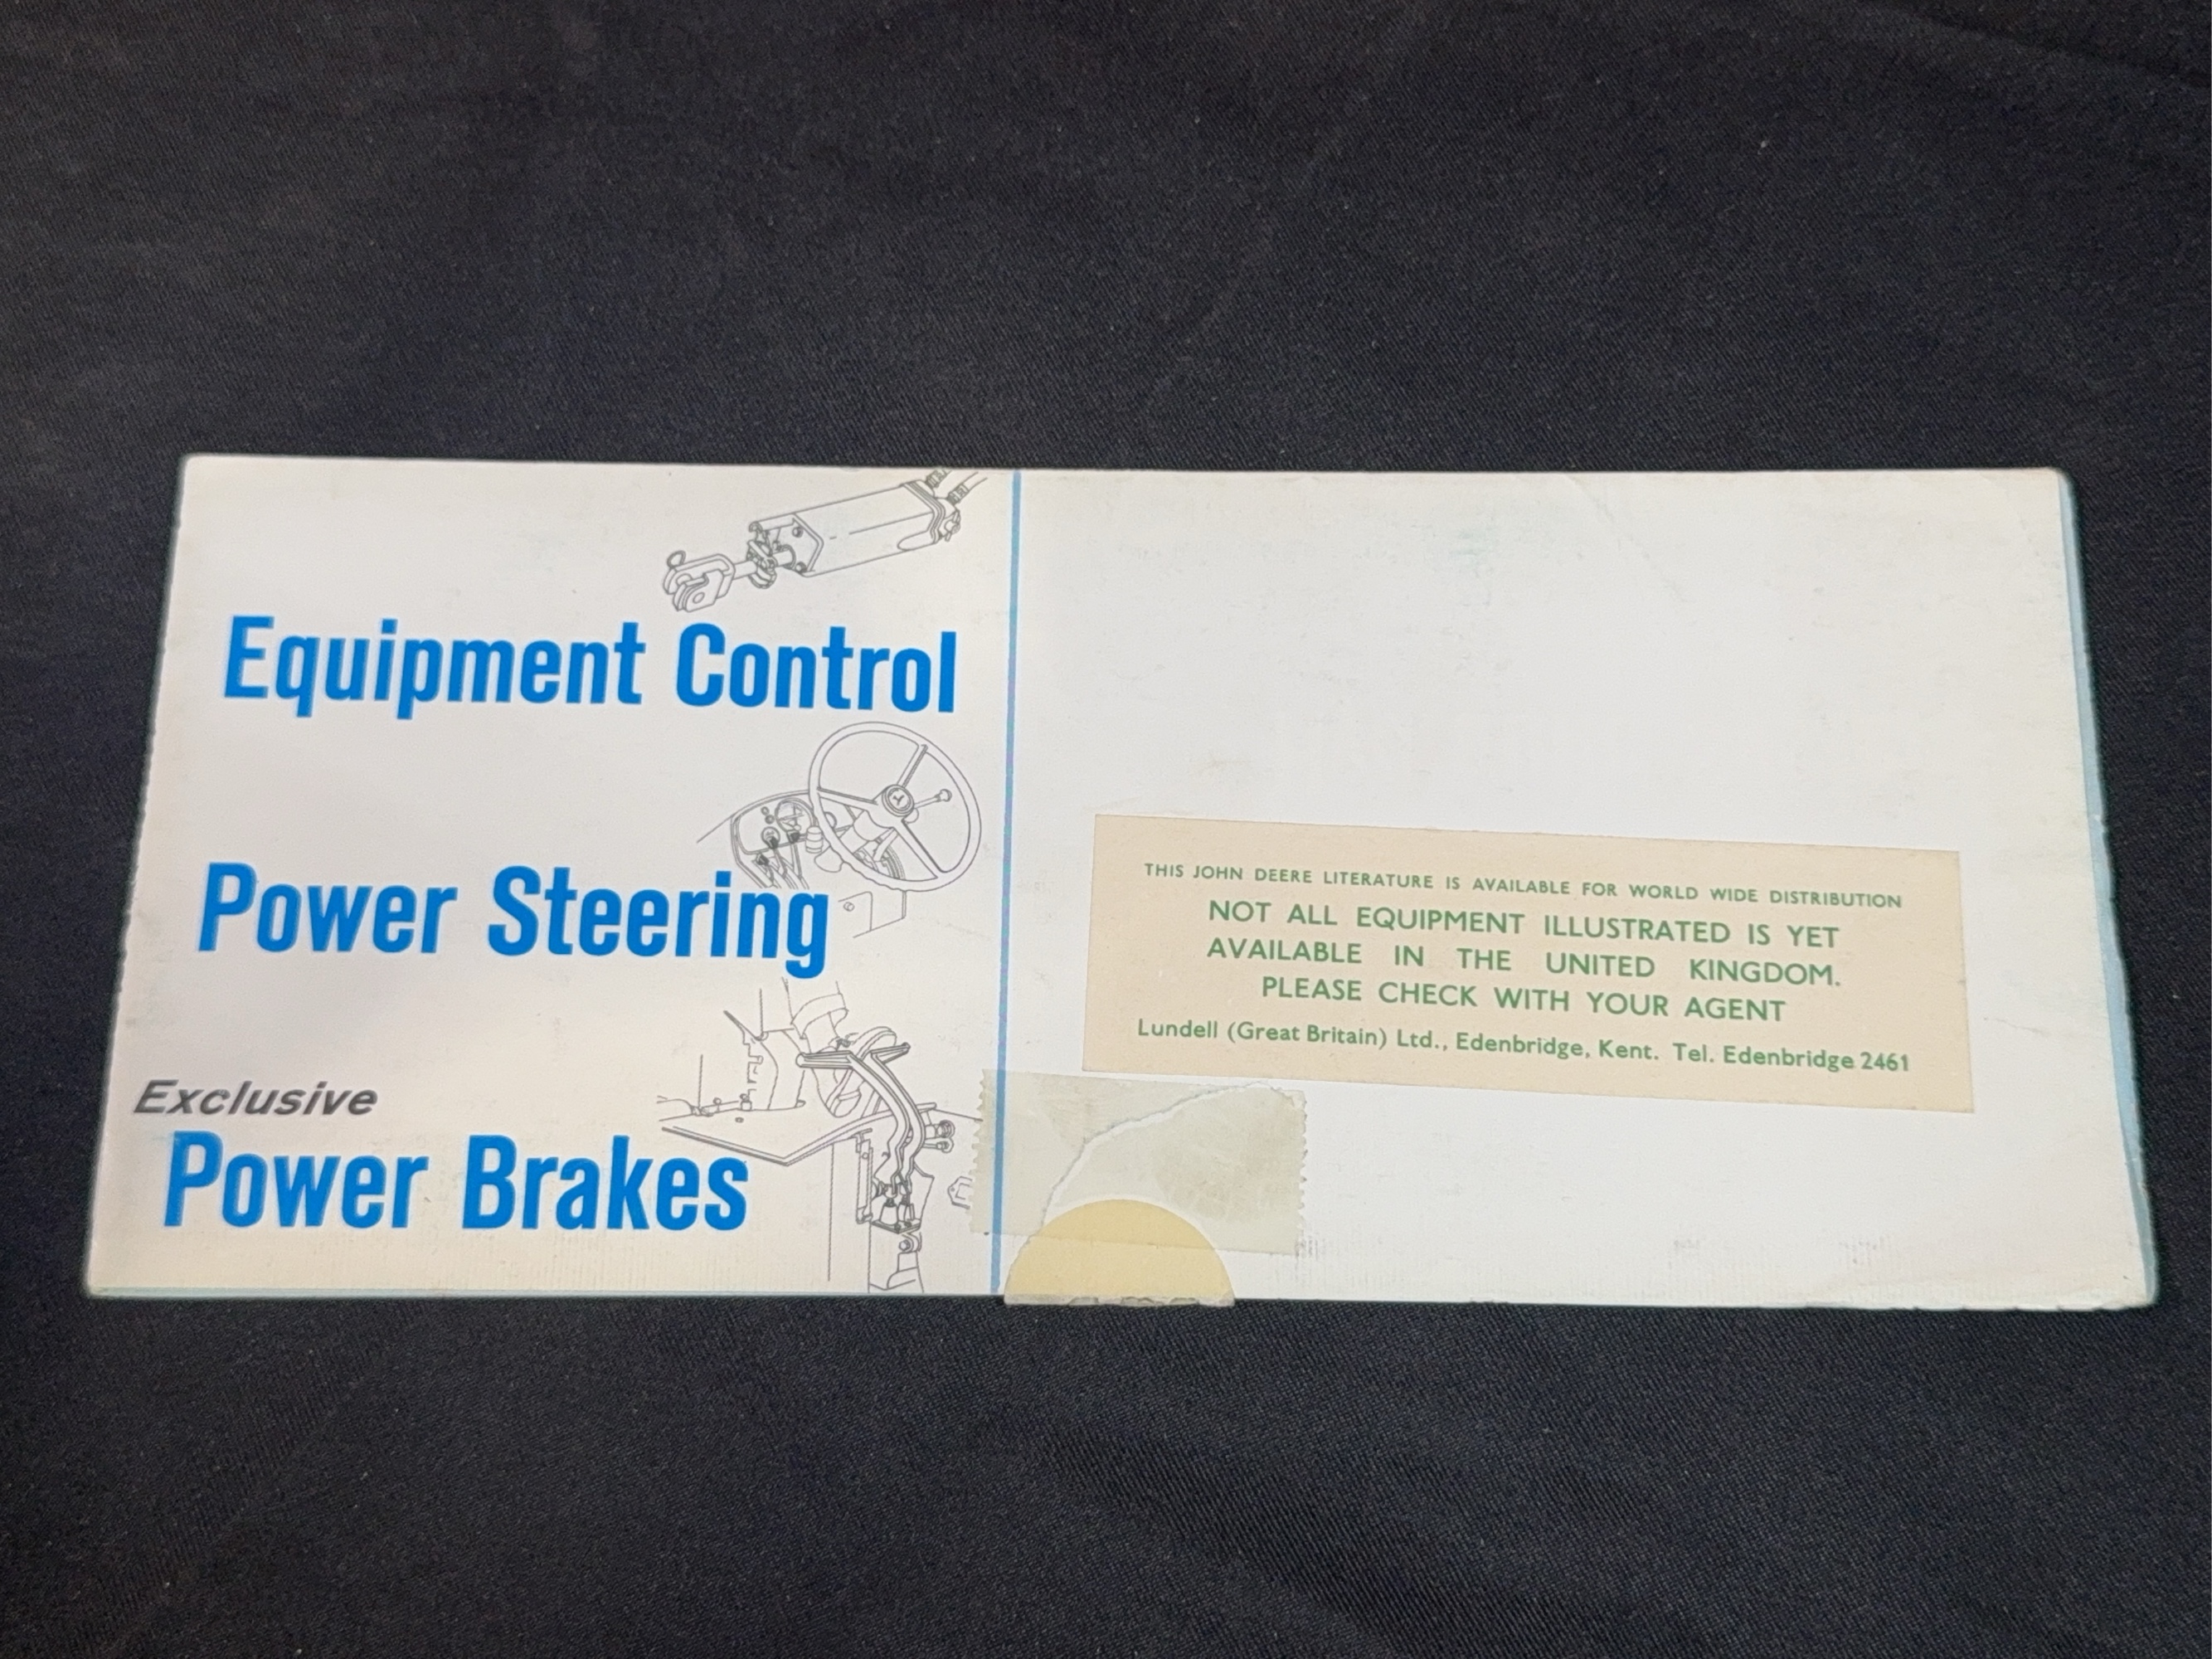 Equipment Control
Power Steering
Exclusive
Power Brakes
THIS JOHN DEERE LITERATURE IS AVAILABLE FOR WORLD WIDE DISTRIBUTION
NOT ALL EQUIPMENT ILLUSTRATED IS YET
AVAILABLE IN THE UNITED KINGDOM.
PLEASE CHECK WITH YOUR AGENT
Lundell (Great Britain) Ltd., Edenbridge, Kent. Tel. Edenbridge 2461